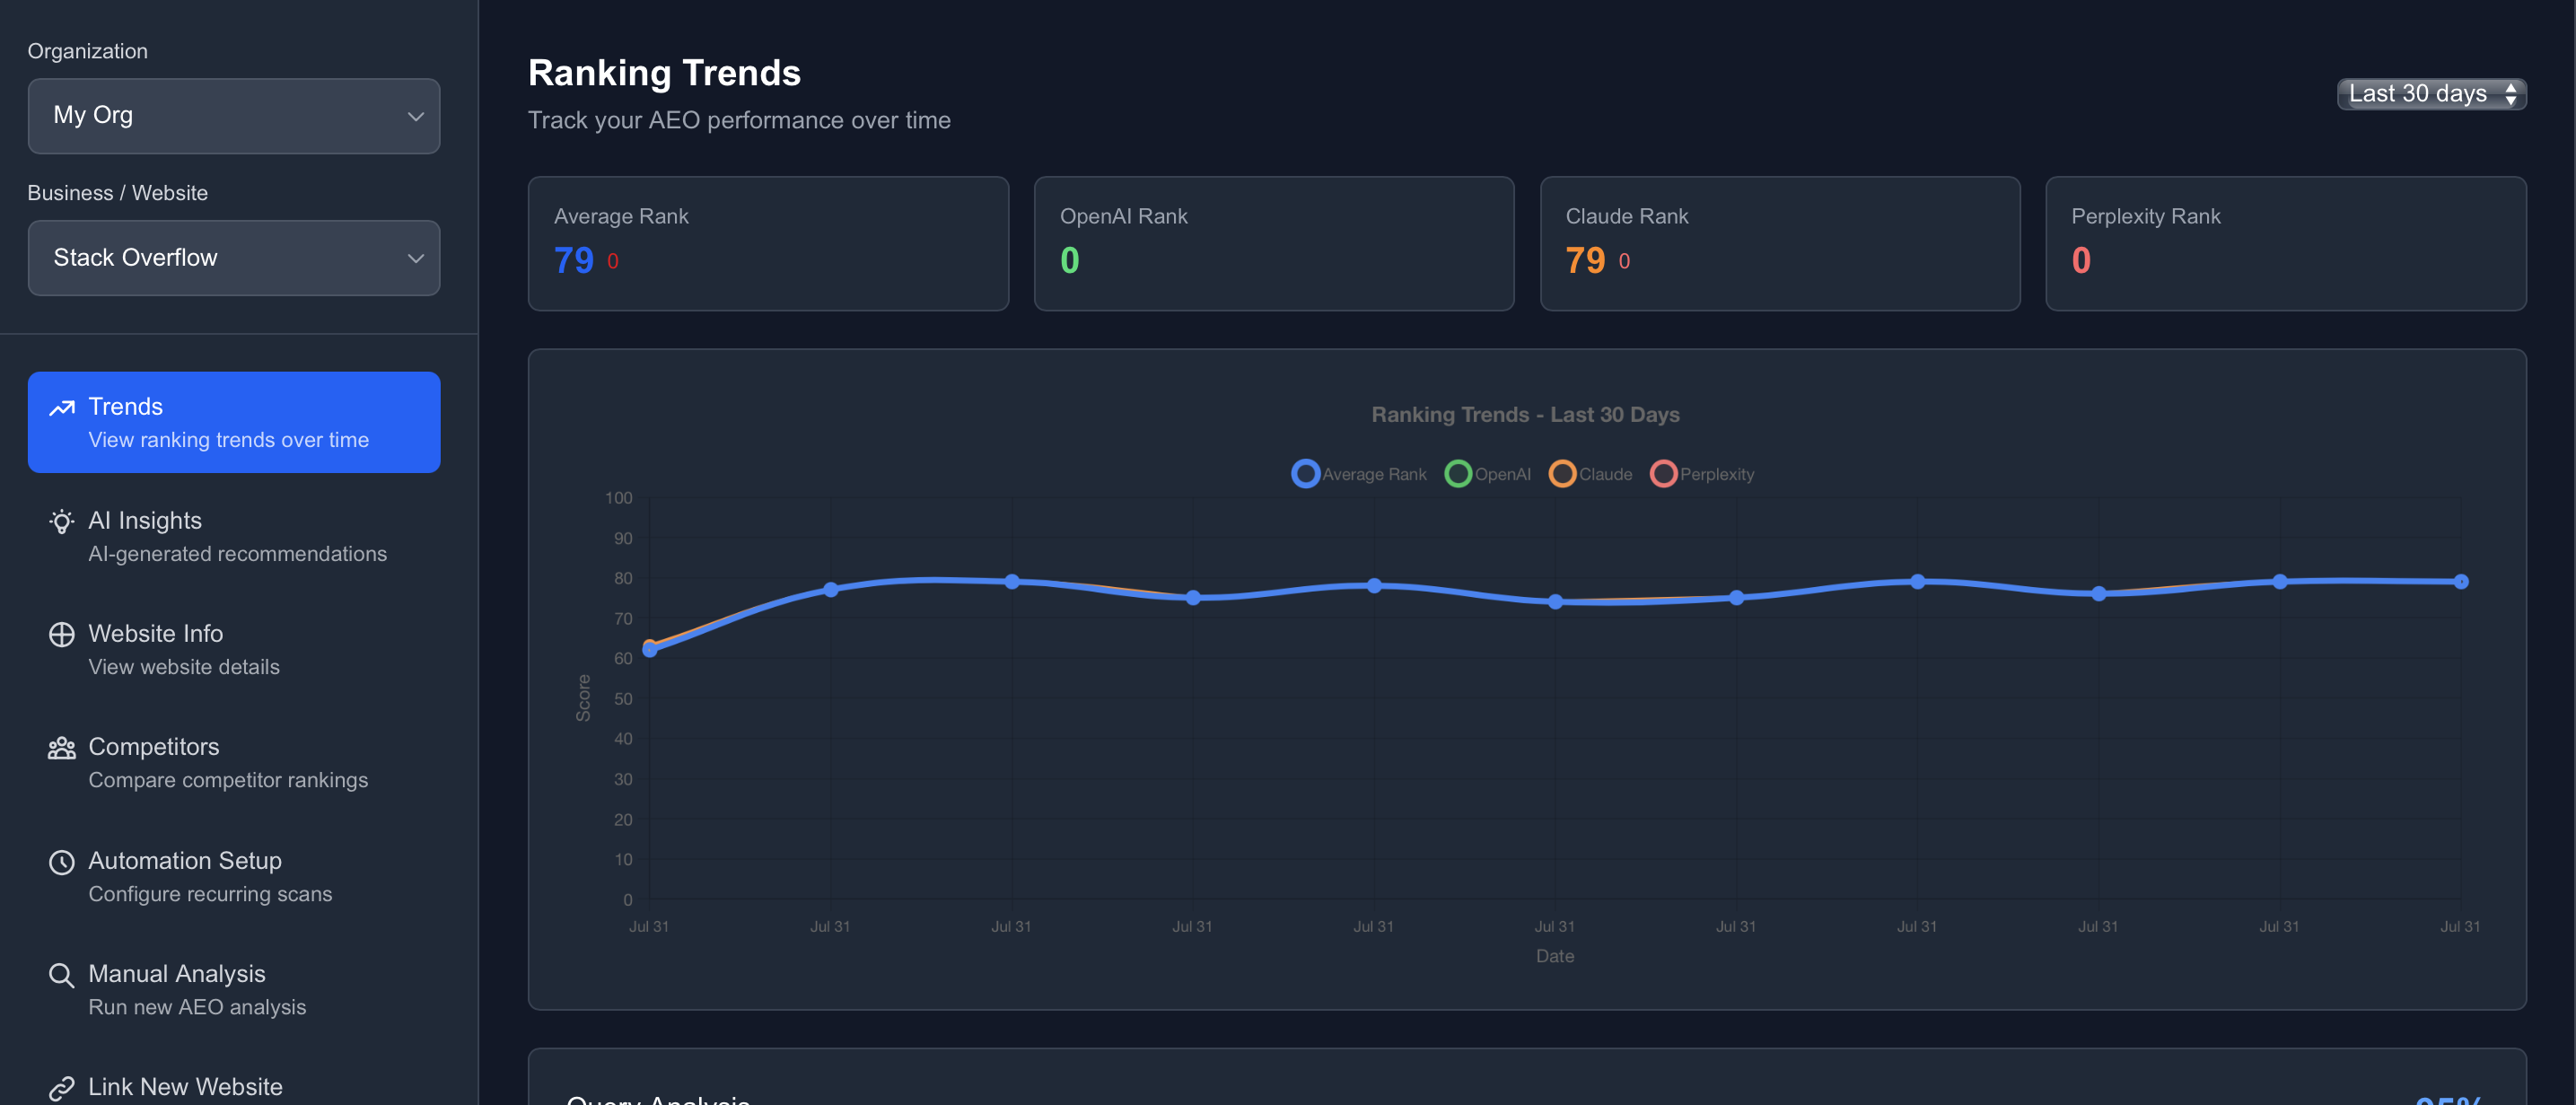 Organization
My Org
Business / Website
Stack Overflow
Trends
View ranking trends over time
AI Insights
AI-generated recommendations
Website Info
View website details
Competitors
Compare competitor rankings
Automation Setup
Configure recurring scans
Manual Analysis
Run new AEO analysis
Link New Website
Ranking Trends
Track your AEO performance over time
Last 30 days
Average Rank
79 0
OpenAI Rank
0
Claude Rank
79 0
Perplexity Rank
0
Ranking Trends - Last 30 Days
Average Rank OpenAI Claude Perplexity
100
90
80
70
60
50
40
30
20
10
0
Score
Jul 31 Jul 31 Jul 31 Jul 31 Jul 31 Jul 31 Jul 31 Jul 31 Jul 31 Jul 31 Jul 31
Date
Query Analysis